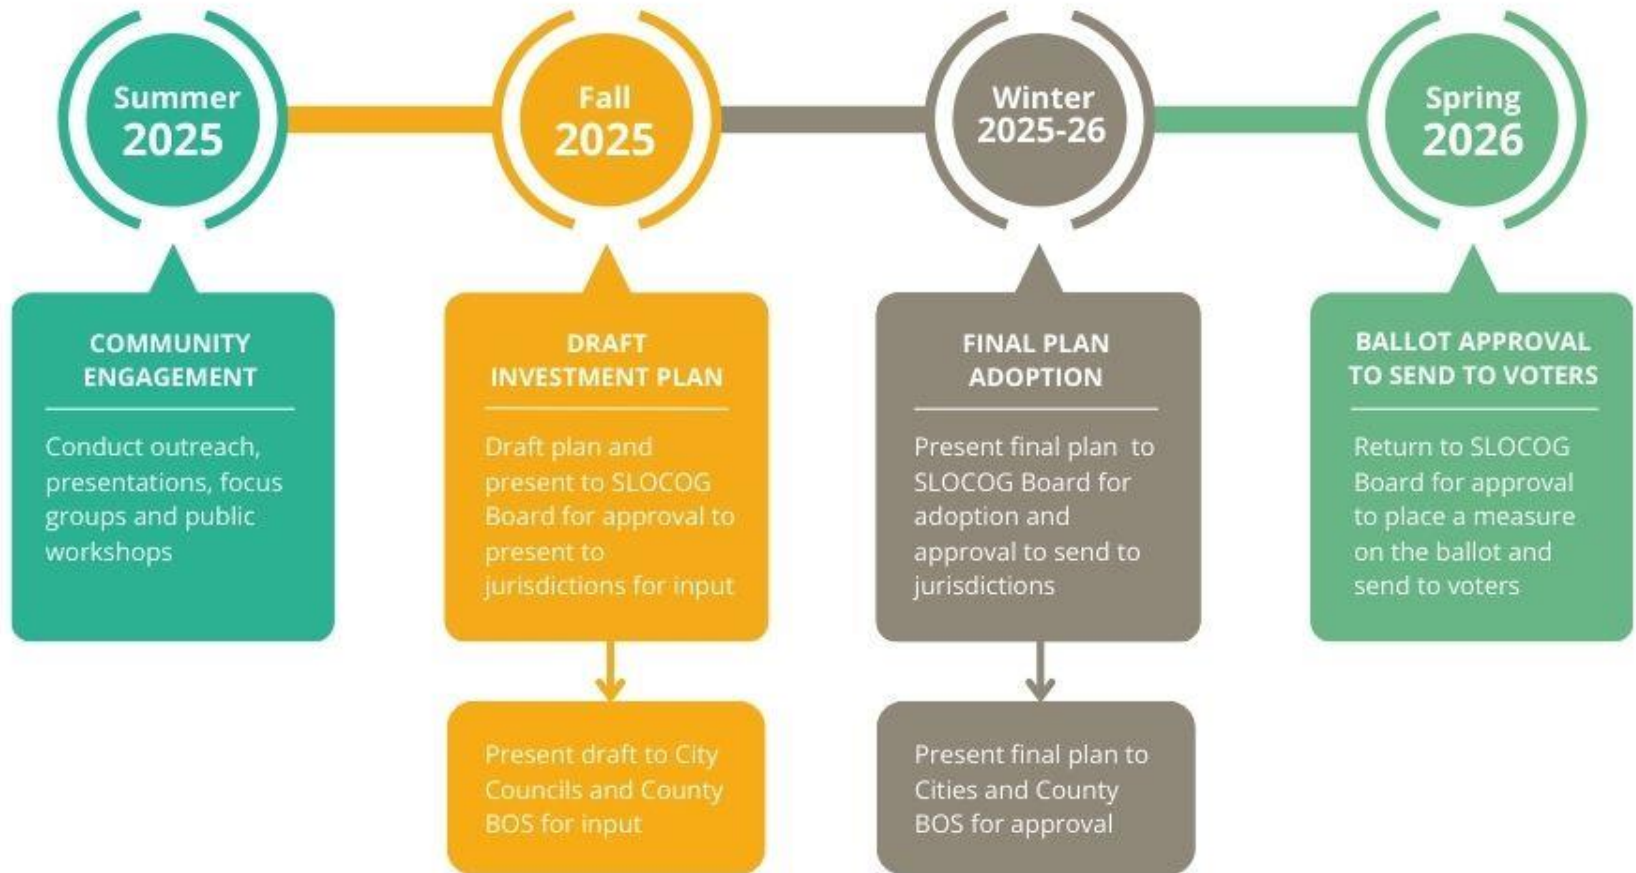 Summer
2025
Fall
2025
Winter
2025-26
Spring
2026
COMMUNITY
ENGAGEMENT
Conduct outreach,
presentations, focus
groups and public
workshops
DRAFT
INVESTMENT PLAN
Draft plan and
present to SLOCOG
Board for approval to
present to
jurisdictions for input
Present draft to City
Councils and County
BOS for input
FINAL PLAN
ADOPTION
Present final plan to
SLOCOG Board for
adoption and
approval to send to
jurisdictions
Present final plan to
Cities and County
BOS for approval
BALLOT APPROVAL
TO SEND TO VOTERS
Return to SLOCOG
Board for approval
to place a measure
on the ballot and
send to voters